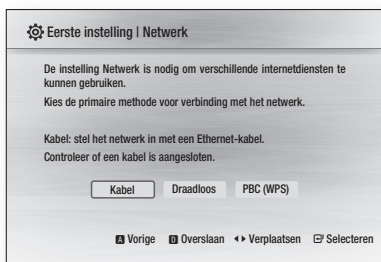 Eerste instelling | Netwerk
De instelling Netwerk is nodig om verschillende internetdiensten te
kunnen gebruiken.
Kies de primaire methode voor verbinding met het netwerk.
Kabel: stel het netwerk in met een Ethernet-kabel.
Controleer of een kabel is aangesloten.
Kabel Draadloos PBC (WPS)
A Vorige D Overslaan Verplaatsen Selecteren